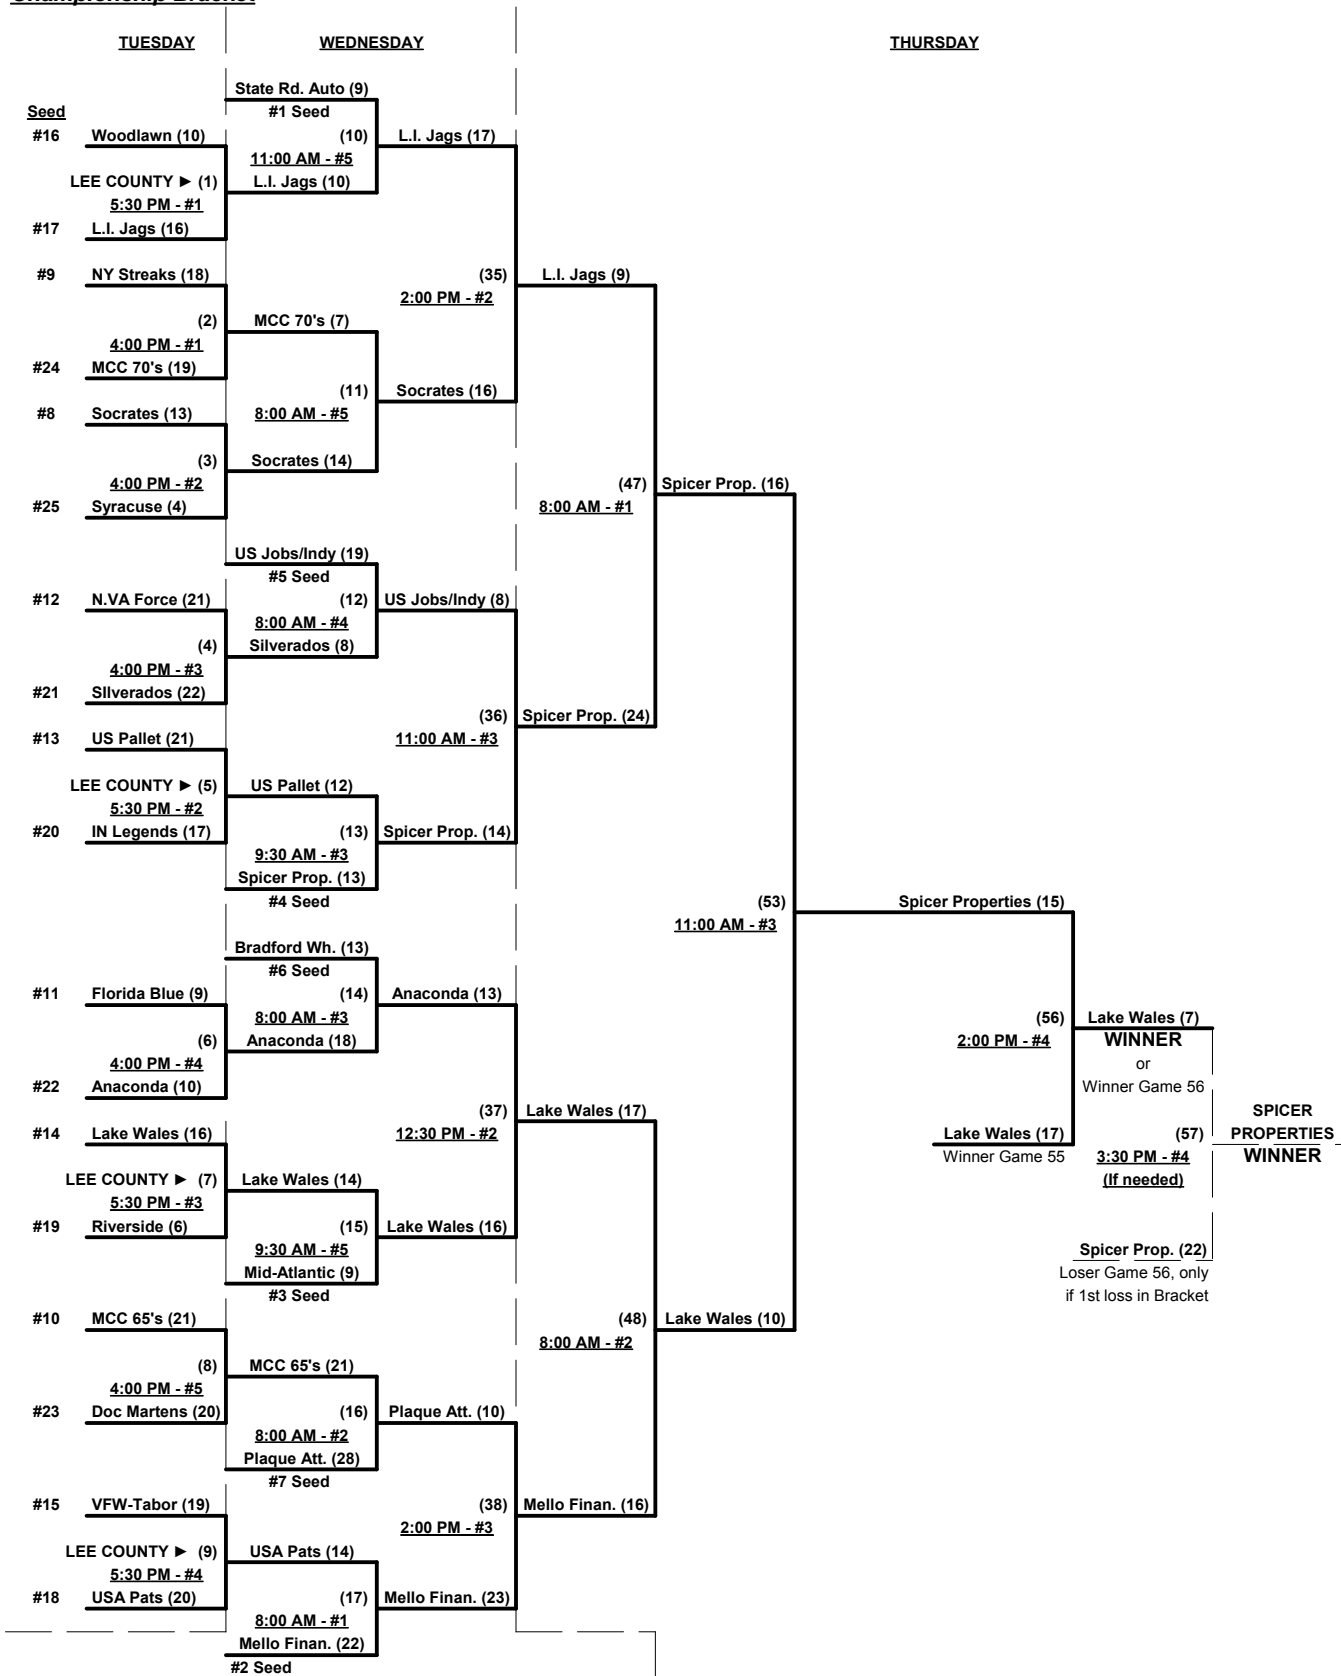 Championship Bracket
TUESDAY
WEDNESDAY
THURSDAY
State Rd. Auto (9)
#1 Seed
Seed
#16 Woodlawn (10)
(10)
11:00 AM - #5
L.I. Jags (17)
LEE COUNTY ► (1)
5:30 PM - #1
L.I. Jags (10)
#17 L.I. Jags (16)
#9 NY Streaks (18)
(35)
2:00 PM - #2
L.I. Jags (9)
(2)
4:00 PM - #1
MCC 70's (7)
#24 MCC 70's (19)
(11)
8:00 AM - #5
Socrates (16)
#8 Socrates (13)
(3)
4:00 PM - #2
Socrates (14)
#25 Syracuse (4)
(47)
8:00 AM - #1
Spicer Prop. (16)
US Jobs/Indy (19)
#5 Seed
#12 N.VA Force (21)
(12)
8:00 AM - #4
US Jobs/Indy (8)
(4)
4:00 PM - #3
Silverados (8)
#21 SIlverados (22)
(36)
11:00 AM - #3
Spicer Prop. (24)
#13 US Pallet (21)
LEE COUNTY ► (5)
5:30 PM - #2
US Pallet (12)
#20 IN Legends (17)
(13)
9:30 AM - #3
Spicer Prop. (14)
Spicer Prop. (13)
#4 Seed
(53)
11:00 AM - #3
Spicer Properties (15)
Bradford Wh. (13)
#6 Seed
#11 Florida Blue (9)
(14)
8:00 AM - #3
Anaconda (13)
(6)
4:00 PM - #4
Anaconda (18)
#22 Anaconda (10)
(56)
2:00 PM - #4
Lake Wales (7)
WINNER
or
Winner Game 56
(37)
12:30 PM - #2
Lake Wales (17)
#14 Lake Wales (16)
Lake Wales (17)
Winner Game 55
(57)
3:30 PM - #4
(If needed)
SPICER
PROPERTIES
WINNER
LEE COUNTY ► (7)
5:30 PM - #3
Lake Wales (14)
#19 Riverside (6)
(15)
9:30 AM - #5
Lake Wales (16)
Mid-Atlantic (9)
#3 Seed
Spicer Prop. (22)
Loser Game 56, only
if 1st loss in Bracket
#10 MCC 65's (21)
(48)
8:00 AM - #2
Lake Wales (10)
(8)
4:00 PM - #5
MCC 65's (21)
#23 Doc Martens (20)
(16)
8:00 AM - #2
Plaque Att. (10)
Plaque Att. (28)
#7 Seed
#15 VFW-Tabor (19)
(38)
2:00 PM - #3
Mello Finan. (16)
LEE COUNTY ► (9)
5:30 PM - #4
USA Pats (14)
#18 USA Pats (20)
(17)
8:00 AM - #1
Mello Finan. (23)
Mello Finan. (22)
#2 Seed